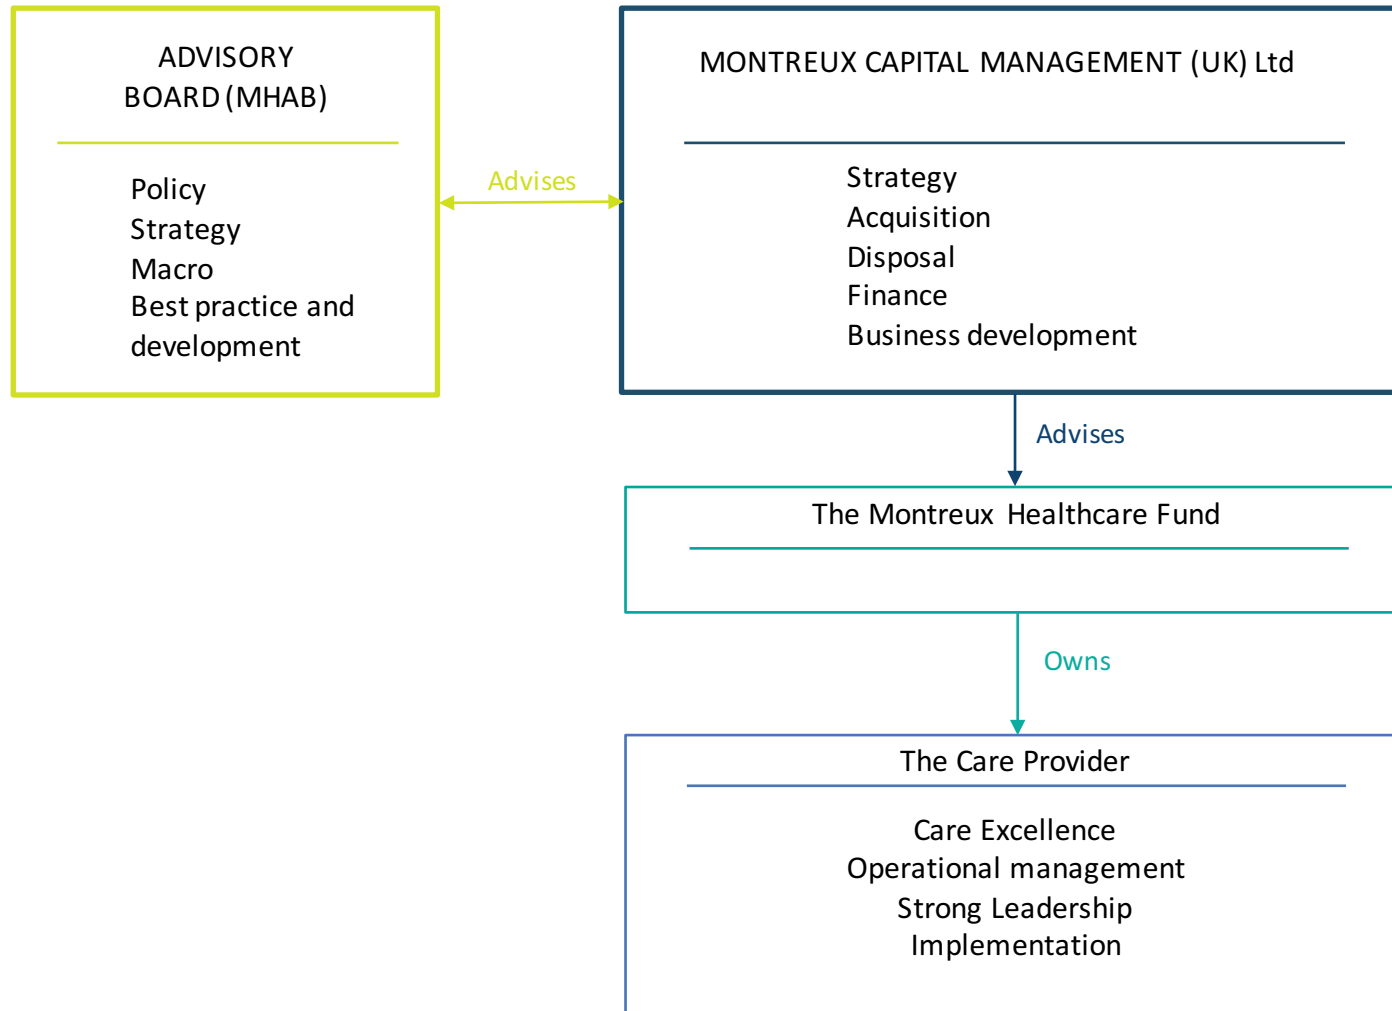 ADVISORY
BOARD (MHAB)
Policy
Strategy
Macro
Best practice and
development
Advises
MONTREUX CAPITAL MANAGEMENT (UK) Ltd
Strategy
Acquisition
Disposal
Finance
Business development
Advises
The Montreux Healthcare Fund
Owns
The Care Provider
Care Excellence
Operational management
Strong Leadership
Implementation